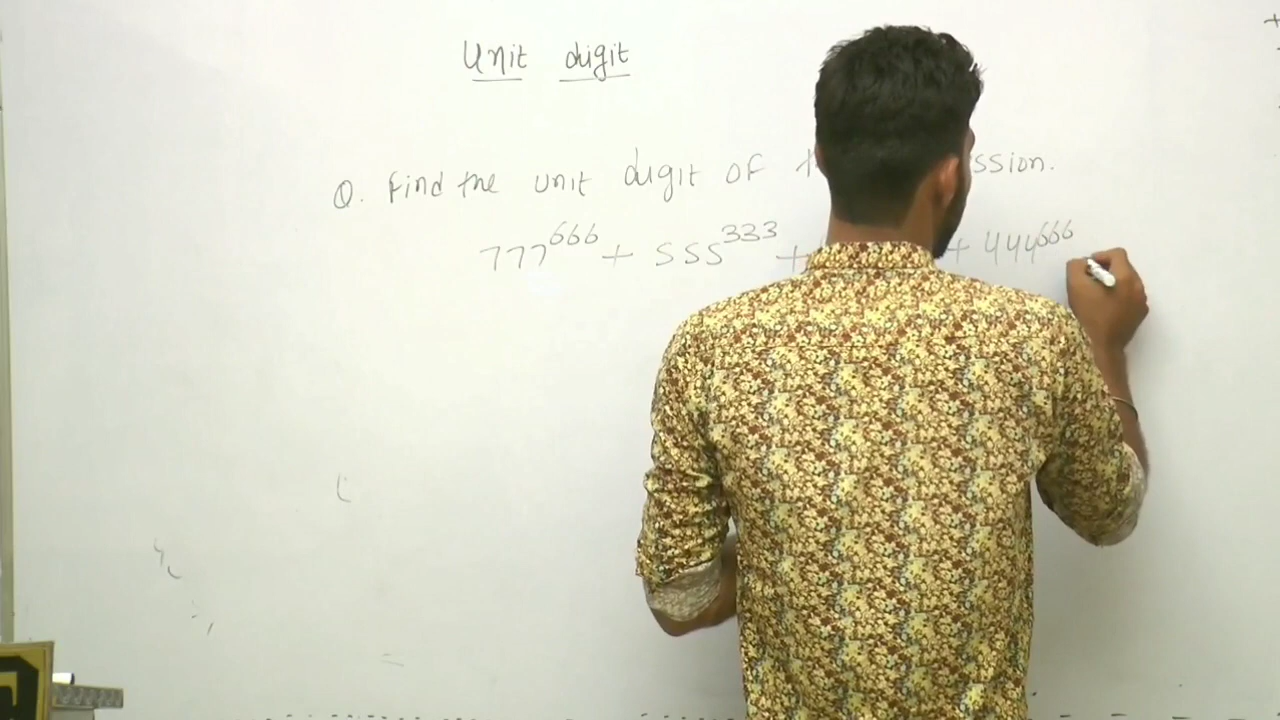 Unit digit
Q. Find the unit digit of ssion.
777^666 + 555^333 + + 444^666